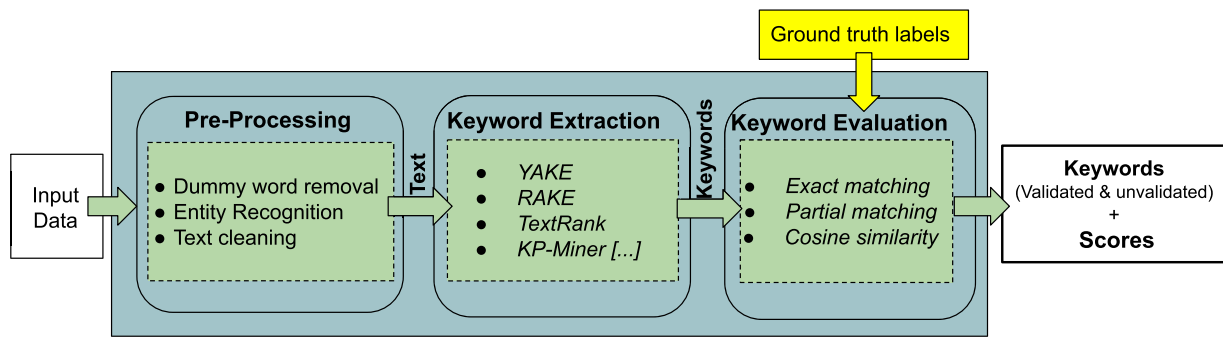 Ground truth labels
Input
Data
Pre-Processing
● Dummy word removal
● Entity Recognition
● Text cleaning
Text
Keyword Extraction
● YAKE
● RAKE
● TextRank
● KP-Miner [...]
Keywords
Keyword Evaluation
● Exact matching
● Partial matching
● Cosine similarity
Keywords
(Validated & unvalidated)
+
Scores